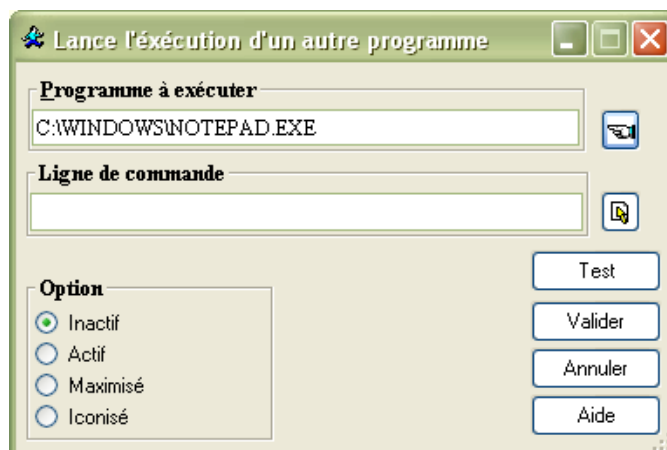 Lance l'éxécution d'un autre programme
Programme à exécuter
C:\WINDOWS\NOTEPAD.EXE
Ligne de commande
Test
Option
Inactif
Valider
Actif
Annuler
Maximisé
Iconisé
Aide